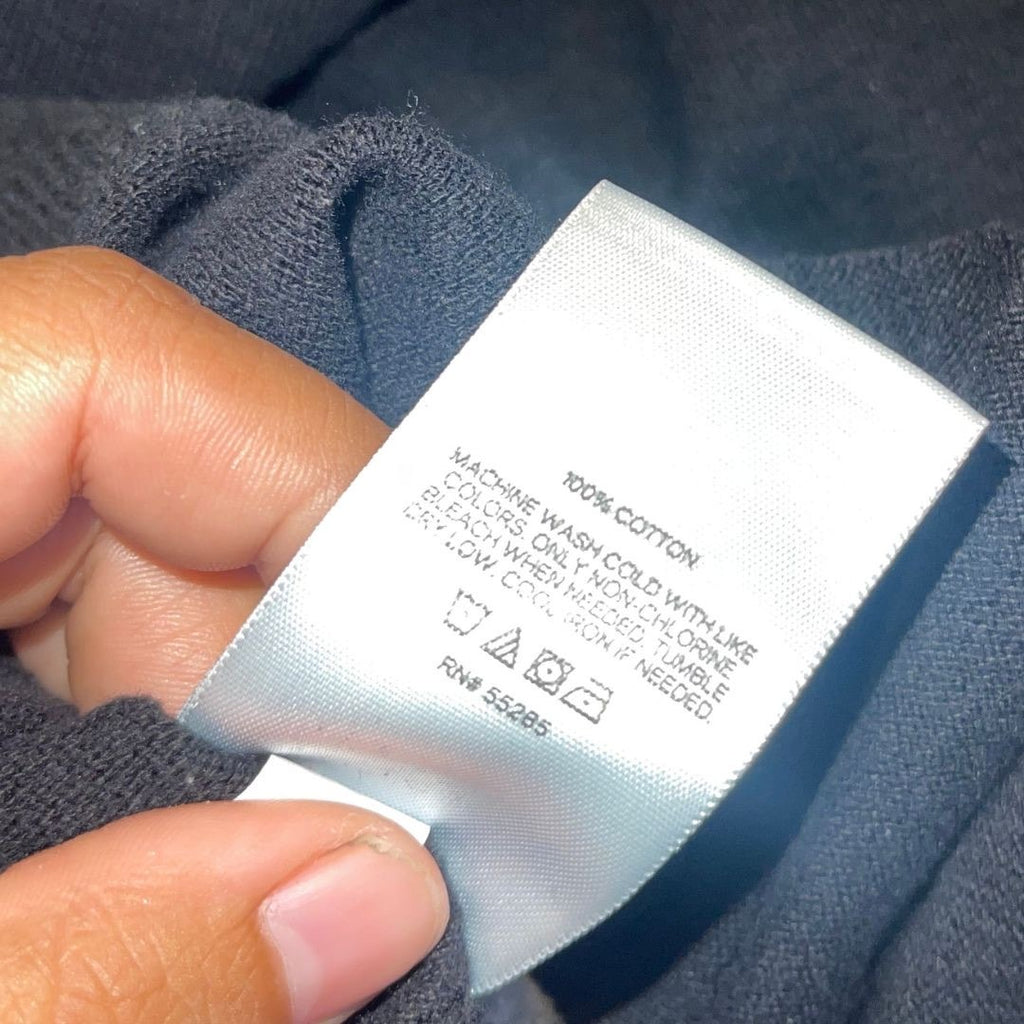 100% COTTON
MACHINE WASH COLD WITH LIKE
COLORS. ONLY NON-CHLORINE
BLEACH WHEN NEEDED. TUMBLE
DRY LOW. COOL IRON IF NEEDED.
RN# 55285